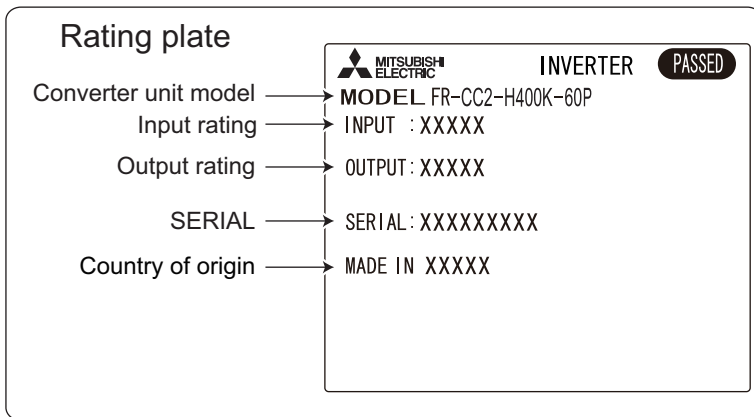 Rating plate
MITSUBISHI
ELECTRIC
INVERTER PASSED
Converter unit model MODEL FR-CC2-H400K-60P
Input rating INPUT : XXXXX
Output rating OUTPUT: XXXXX
SERIAL SERIAL: XXXXXXXXX
Country of origin MADE IN XXXXX